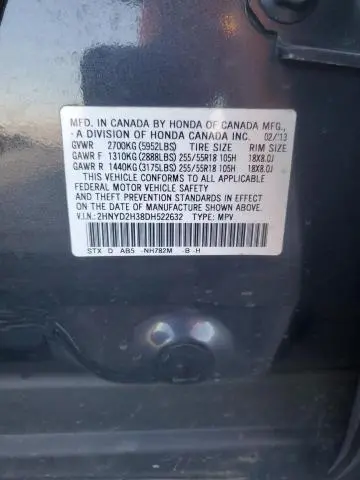 MFD. IN CANADA BY HONDA OF CANADA MFG.,
A DIVISION OF HONDA CANADA INC. 02/13
GVWR 2700KG (5952LBS) TIRE SIZE RIM SIZE
GAWR F 1310KG (2888LBS) 255/55R18 105H 18X8.0J
GAWR R 1440KG (3175LBS) 255/55R18 105H 18X8.0J
THIS VEHICLE CONFORMS TO ALL APPLICABLE
FEDERAL MOTOR VEHICLE SAFETY
AND THEFT PREVENTION STANDARDS IN EFFECT
ON THE DATE OF MANUFACTURE SHOWN ABOVE.
V.I.N.: 2HNYD2H38DH522632 TYPE: MPV
STX -D AB5 -NH782M -B -H